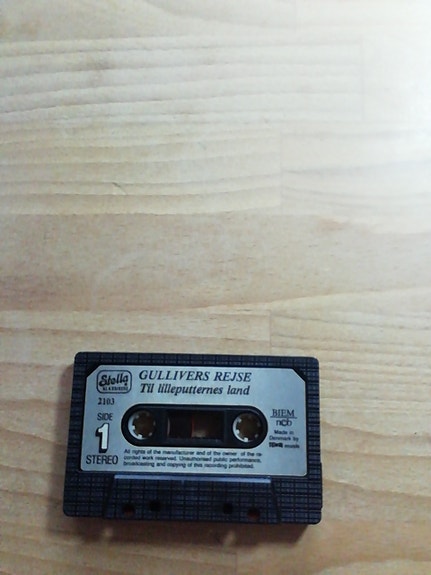 Stella
GULLIVERS REJSE
Til lilleputternes land
2103
SIDE
1
STEREO
BIEM
ncb
Made in
Denmark by
All rights of the manufacturer and of the owner of the re-
corded work reserved. Unauthorised public performance,
broadcasting and copying of this recording prohibited.